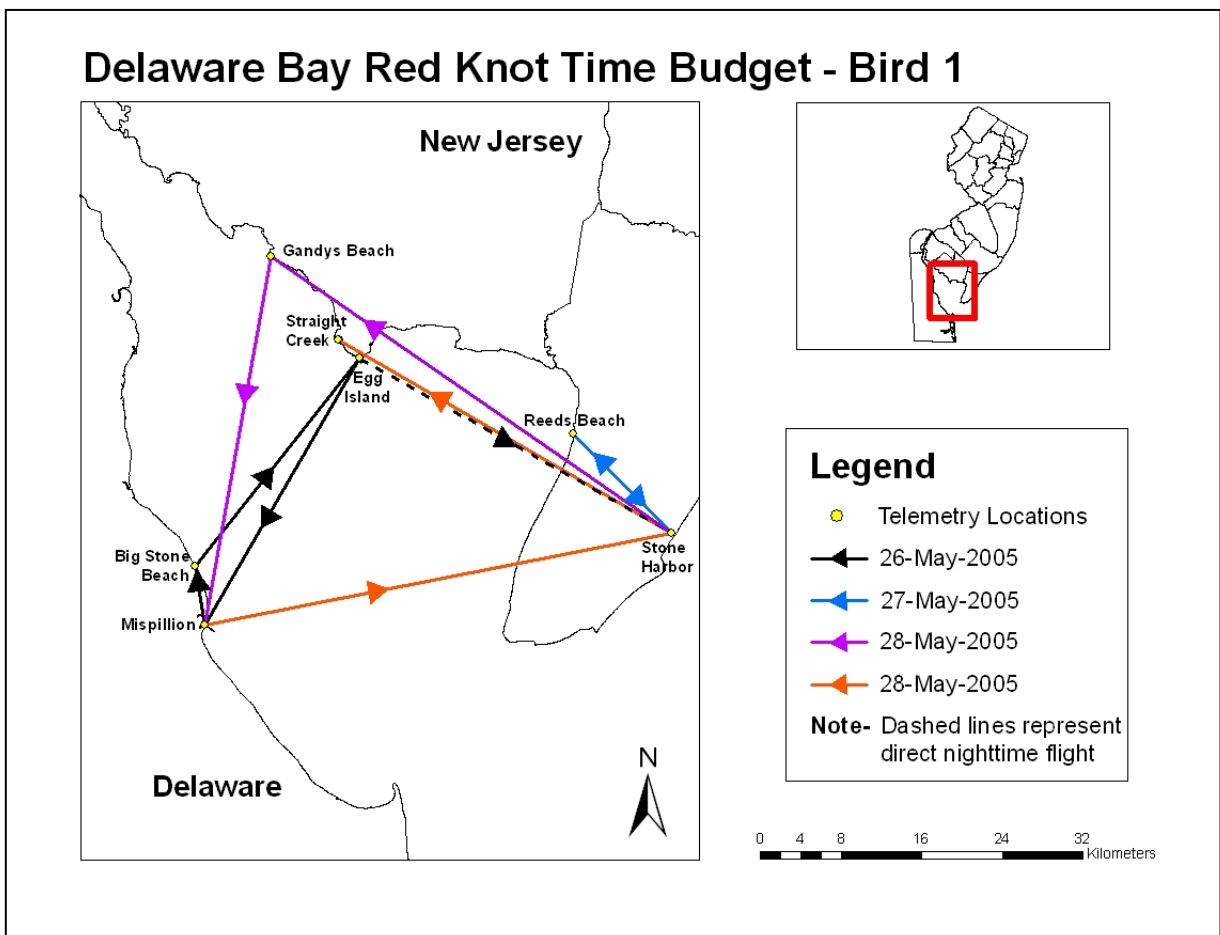 Delaware Bay Red Knot Time Budget - Bird 1
New Jersey
Gandys Beach
Straight
Creek
Egg
Island
Reeds Beach
Big Stone
Beach
Stone
Harbor
Mispillion
Delaware
N
Legend
Telemetry Locations
26-May-2005
27-May-2005
28-May-2005
28-May-2005
Note- Dashed lines represent
direct nighttime flight
0 4 8 16 24 32
Kilometers